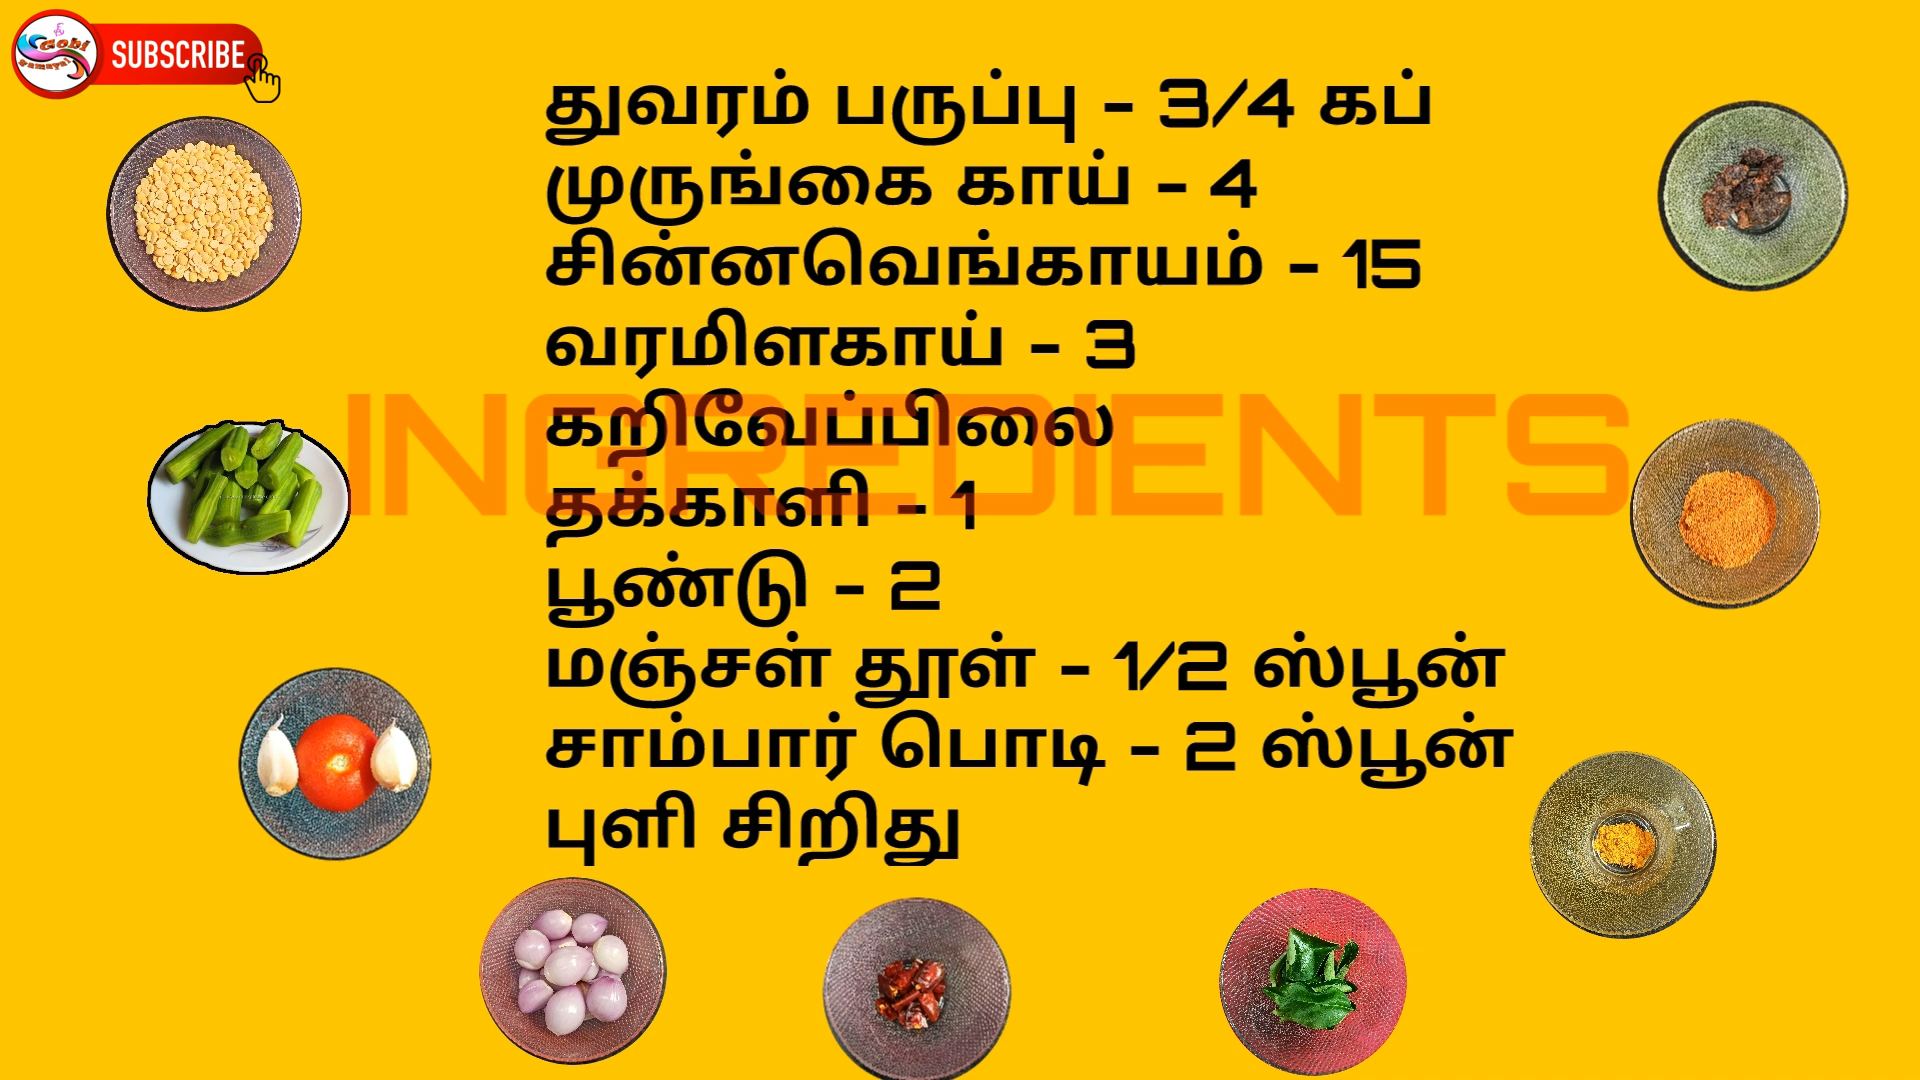 SUBSCRIBE
துவரம் பருப்பு - 3/4 கப்
முருங்கை காய் - 4
சின்னவெங்காயம் - 15
வரமிளகாய் - 3
கறிவேப்பிலை
INGREDIENTS
தக்காளி - 1
பூண்டு - 2
மஞ்சள் தூள் - 1/2 ஸ்பூன்
சாம்பார் பொடி - 2 ஸ்பூன்
புளி சிறிது